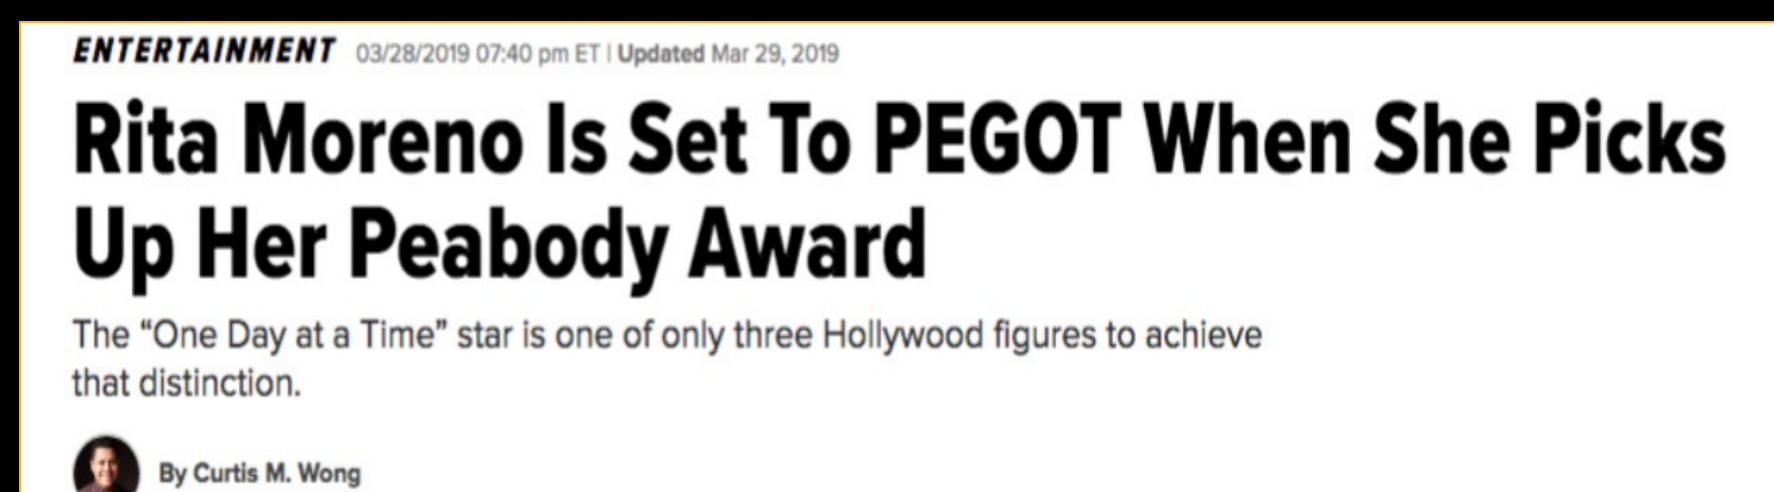 ENTERTAINMENT 03/28/2019 07:40 pm ET | Updated Mar 29, 2019
Rita Moreno Is Set To PEGOT When She Picks
Up Her Peabody Award
The “One Day at a Time” star is one of only three Hollywood figures to achieve
that distinction.
By Curtis M. Wong